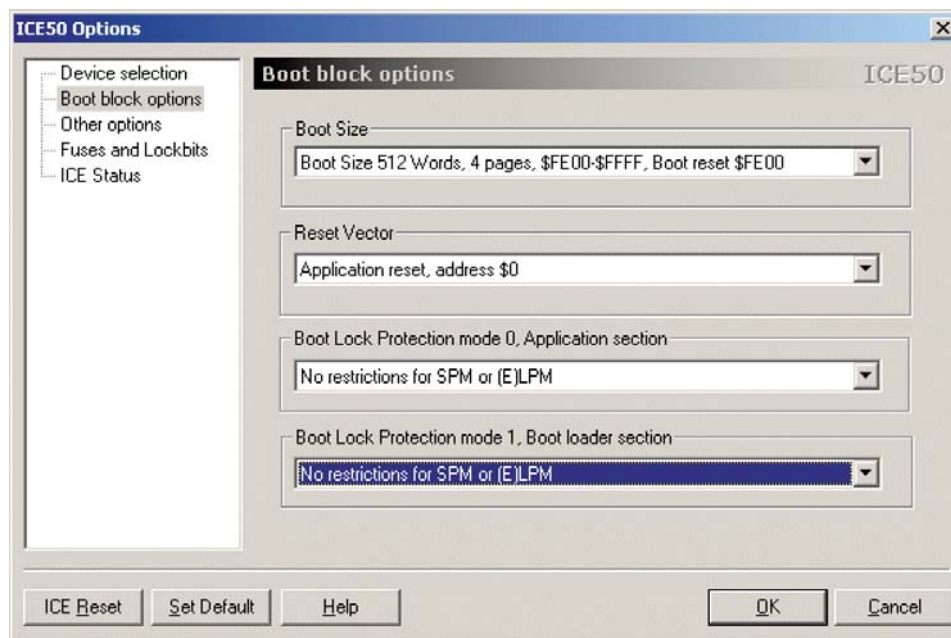 ICE50 Options
Device selection
Boot block options
Other options
Fuses and Lockbits
ICE Status
Boot block options
ICE50
Boot Size
Boot Size 512 Words, 4 pages, $FE00-$FFFF, Boot reset $FE00
Reset Vector
Application reset, address $0
Boot Lock Protection mode 0, Application section
No restrictions for SPM or (E)LPM
Boot Lock Protection mode 1, Boot loader section
No restrictions for SPM or (E)LPM
ICE Reset
Set Default
Help
OK
Cancel